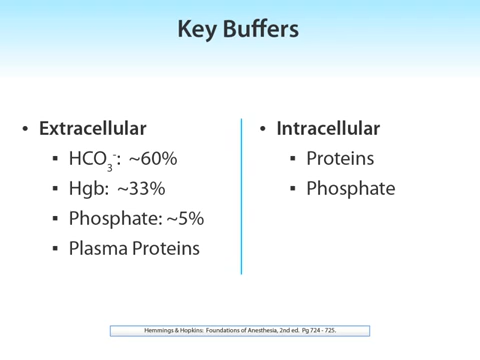 Key Buffers
• Extracellular
▪ HCO₃⁻: ~60%
▪ Hgb: ~33%
▪ Phosphate: ~5%
▪ Plasma Proteins
• Intracellular
▪ Proteins
▪ Phosphate
Hemmings & Hopkins: Foundations of Anesthesia, 2nd ed. Pg 724 - 725.